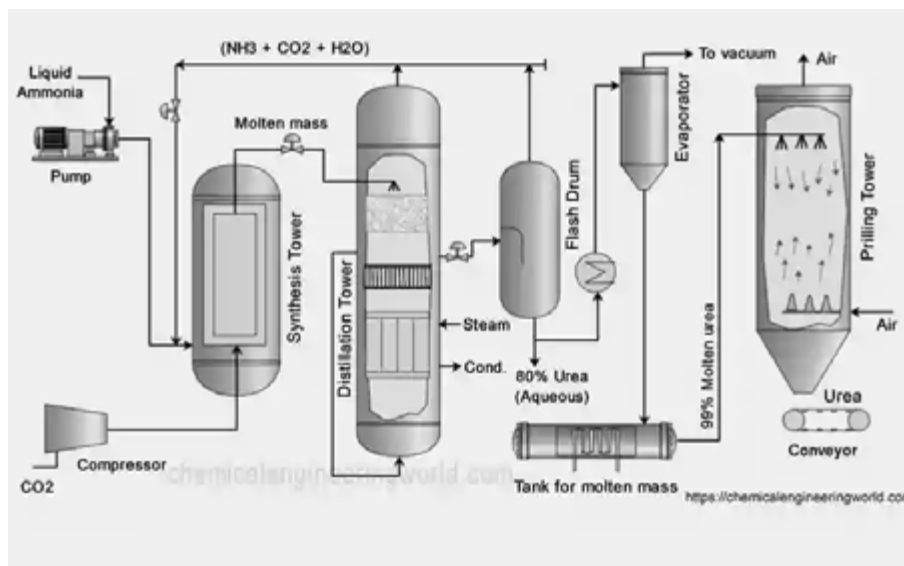 (NH3 + CO2 + H2O)
Liquid
Ammonia
Pump
Molten mass
Synthesis Tower
Distillation Tower
Steam
Cond.
Flash Drum
80% Urea
(Aqueous)
Evaporator
To vacuum
Air
Prilling Tower
Air
99% Molten urea
Urea
Conveyor
Tank for molten mass
Compressor
CO2
chemicalengineeringworld.com
https://chemicalengineeringworld.co